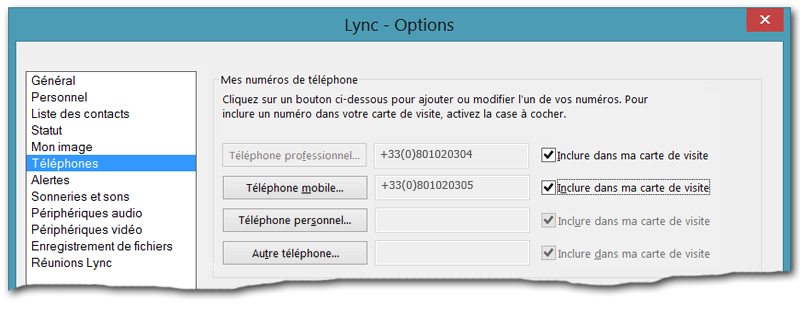 Lync - Options
Général
Personnel
Liste des contacts
Statut
Mon image
Téléphones
Alertes
Sonneries et sons
Périphériques audio
Périphériques vidéo
Enregistrement de fichiers
Réunions Lync
Mes numéros de téléphone
Cliquez sur un bouton ci-dessous pour ajouter ou modifier l'un de vos numéros. Pour
inclure un numéro dans votre carte de visite, activez la case à cocher.
Téléphone professionnel... +33(0)801020304 Inclure dans ma carte de visite
Téléphone mobile... +33(0)801020305 Inclure dans ma carte de visite
Téléphone personnel... Inclure dans ma carte de visite
Autre téléphone... Inclure dans ma carte de visite